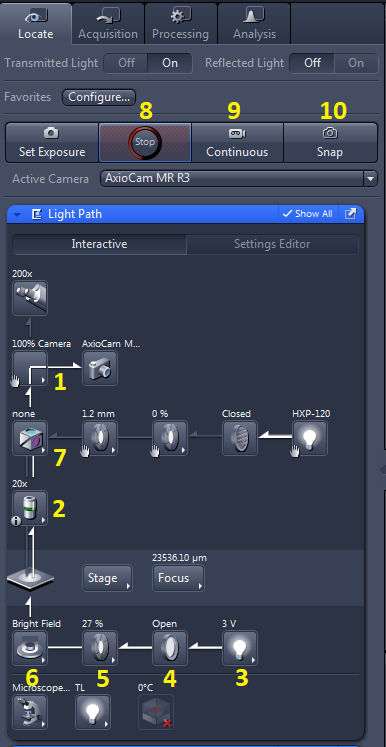 Locate Acquisition Processing Analysis
Transmitted Light Off On Reflected Light Off On
Favorites Configure...
8 9 10
Set Exposure Stop Continuous Snap
Active Camera AxioCam MR R3
Light Path Show All
Interactive Settings Editor
200x
100% Camera AxioCam M...
1
none 1.2 mm 0 % Closed HXP-120
7
20x
2
23536.10 µm
Stage Focus
Bright Field 27 % Open 3 V
6 5 4 3
Microscope... TL 0°C